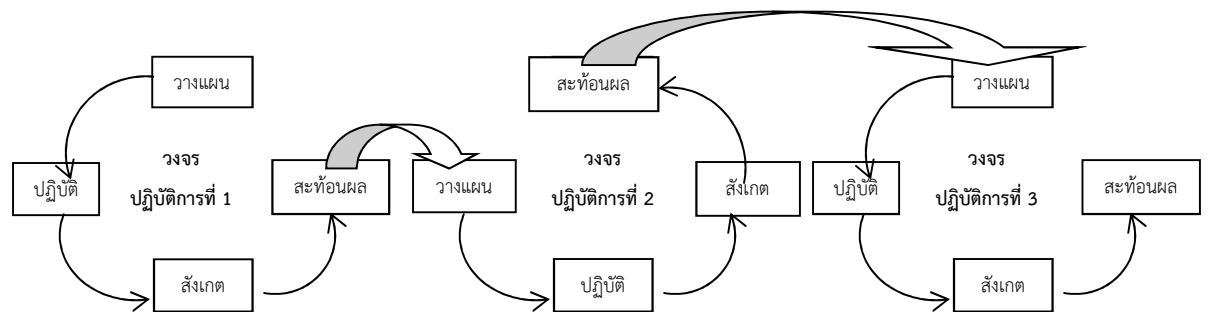 วางแผน
ปฏิบัติ
วงจร
ปฏิบัติการที่ 1
สะท้อนผล
สังเกต
สะท้อนผล
วางแผน
วงจร
ปฏิบัติการที่ 2
สังเกต
ปฏิบัติ
วางแผน
ปฏิบัติ
วงจร
ปฏิบัติการที่ 3
สะท้อนผล
สังเกต